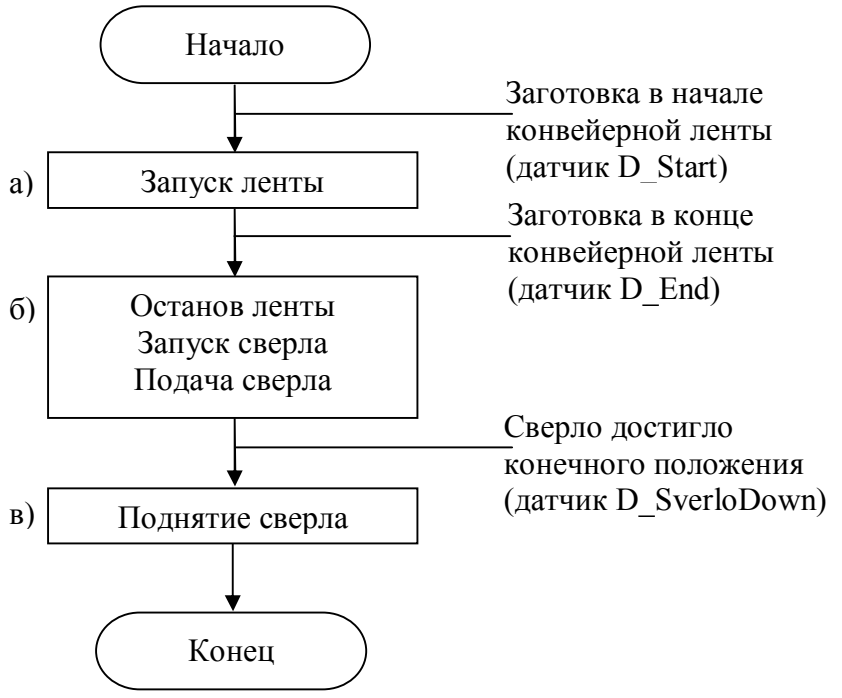 Начало
Заготовка в начале
конвейерной ленты
(датчик D_Start)
а)
Запуск ленты
Заготовка в конце
конвейерной ленты
(датчик D_End)
б)
Останов ленты
Запуск сверла
Подача сверла
Сверло достигло
конечного положения
(датчик D_SverloDown)
в)
Поднятие сверла
Конец